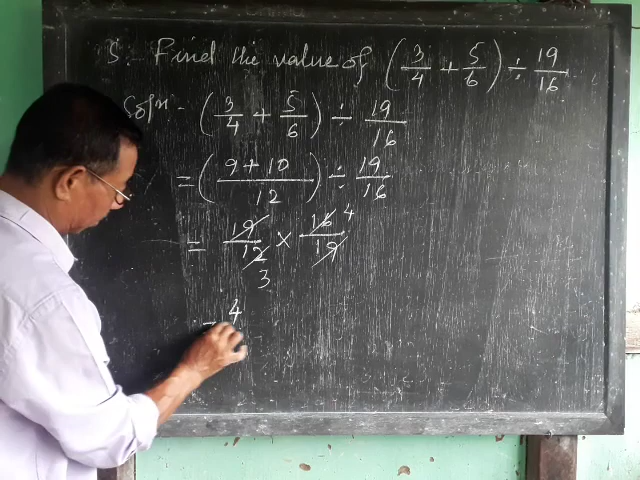 5. Find the value of (3/4 + 5/6) ÷ 19/16
Solⁿ - (3/4 + 5/6) ÷ 19/16
= (9+10/12) ÷ 19/16
= 19/12 × 16/19 4
3
= 4